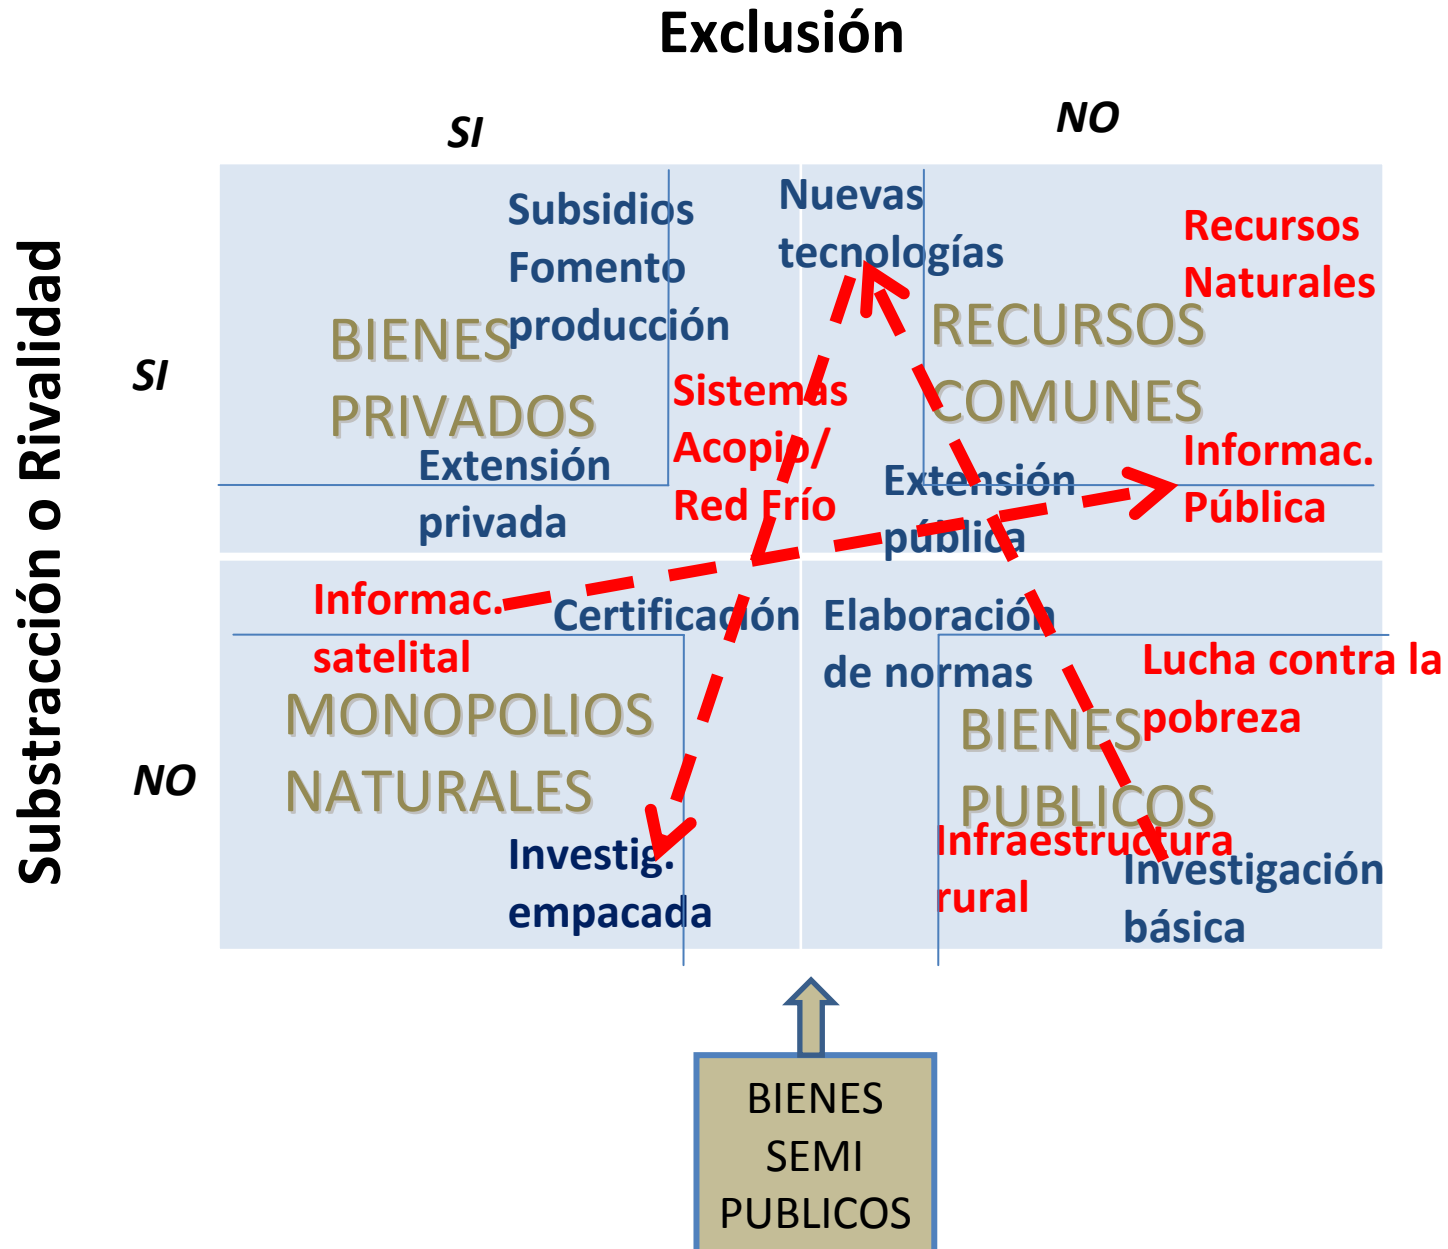 Exclusión
SI
NO
Substracción o Rivalidad
SI
Subsidios
Fomento
producción
BIENES
PRIVADOS
Extensión
privada
Nuevas
tecnologías
Sistemas
Acopio/
Red Frío
RECURSOS
COMUNES
Recursos
Naturales
Extensión
pública
Informac.
Pública
NO
Informac.
satelital
Certificación
MONOPOLIOS
NATURALES
Investig.
empacada
Elaboración
de normas
Lucha contra la
pobreza
BIENES
PUBLICOS
Infraestructura
rural
Investigación
básica
BIENES
SEMI
PUBLICOS